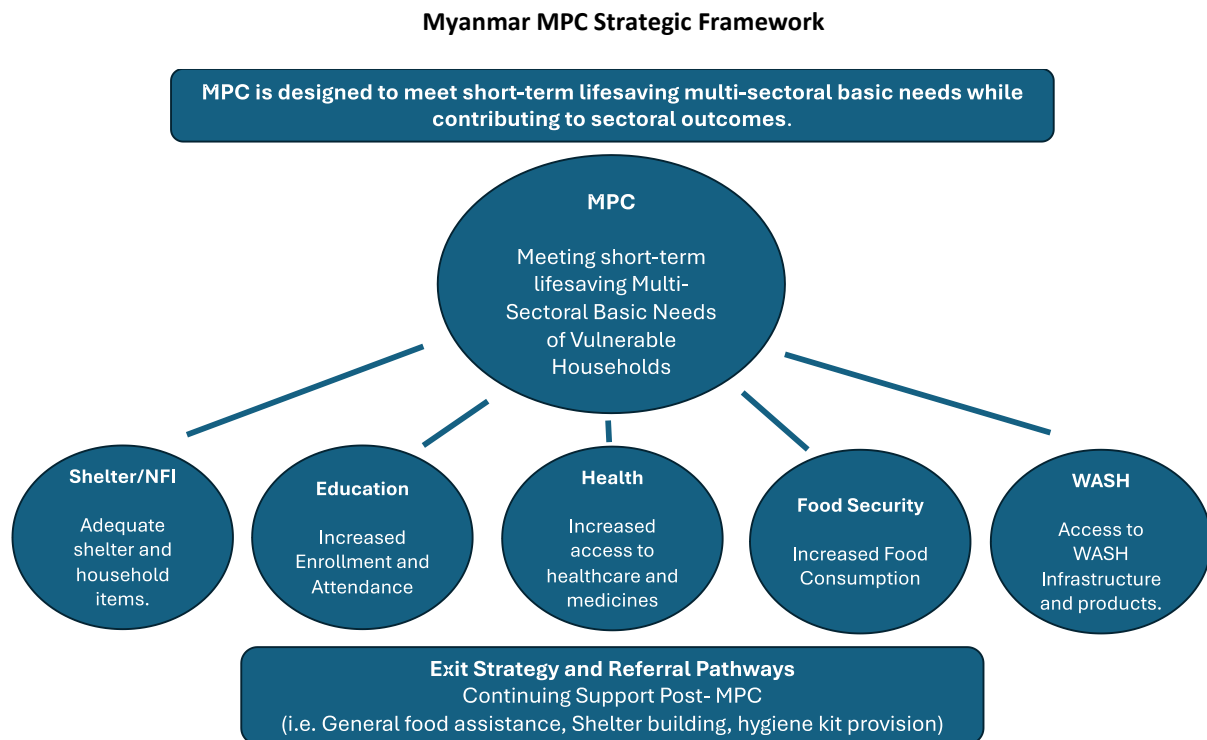 Myanmar MPC Strategic Framework
MPC is designed to meet short-term lifesaving multi-sectoral basic needs while
contributing to sectoral outcomes.
MPC
Meeting short-term
lifesaving Multi-
Sectoral Basic Needs
of Vulnerable
Households
Shelter/NFI
Adequate
shelter and
household
items.
Education
Increased
Enrollment and
Attendance
Health
Increased
access to
healthcare and
medicines
Food Security
Increased Food
Consumption
WASH
Access to
WASH
Infrastructure
and products.
Exit Strategy and Referral Pathways
Continuing Support Post- MPC
(i.e. General food assistance, Shelter building, hygiene kit provision)